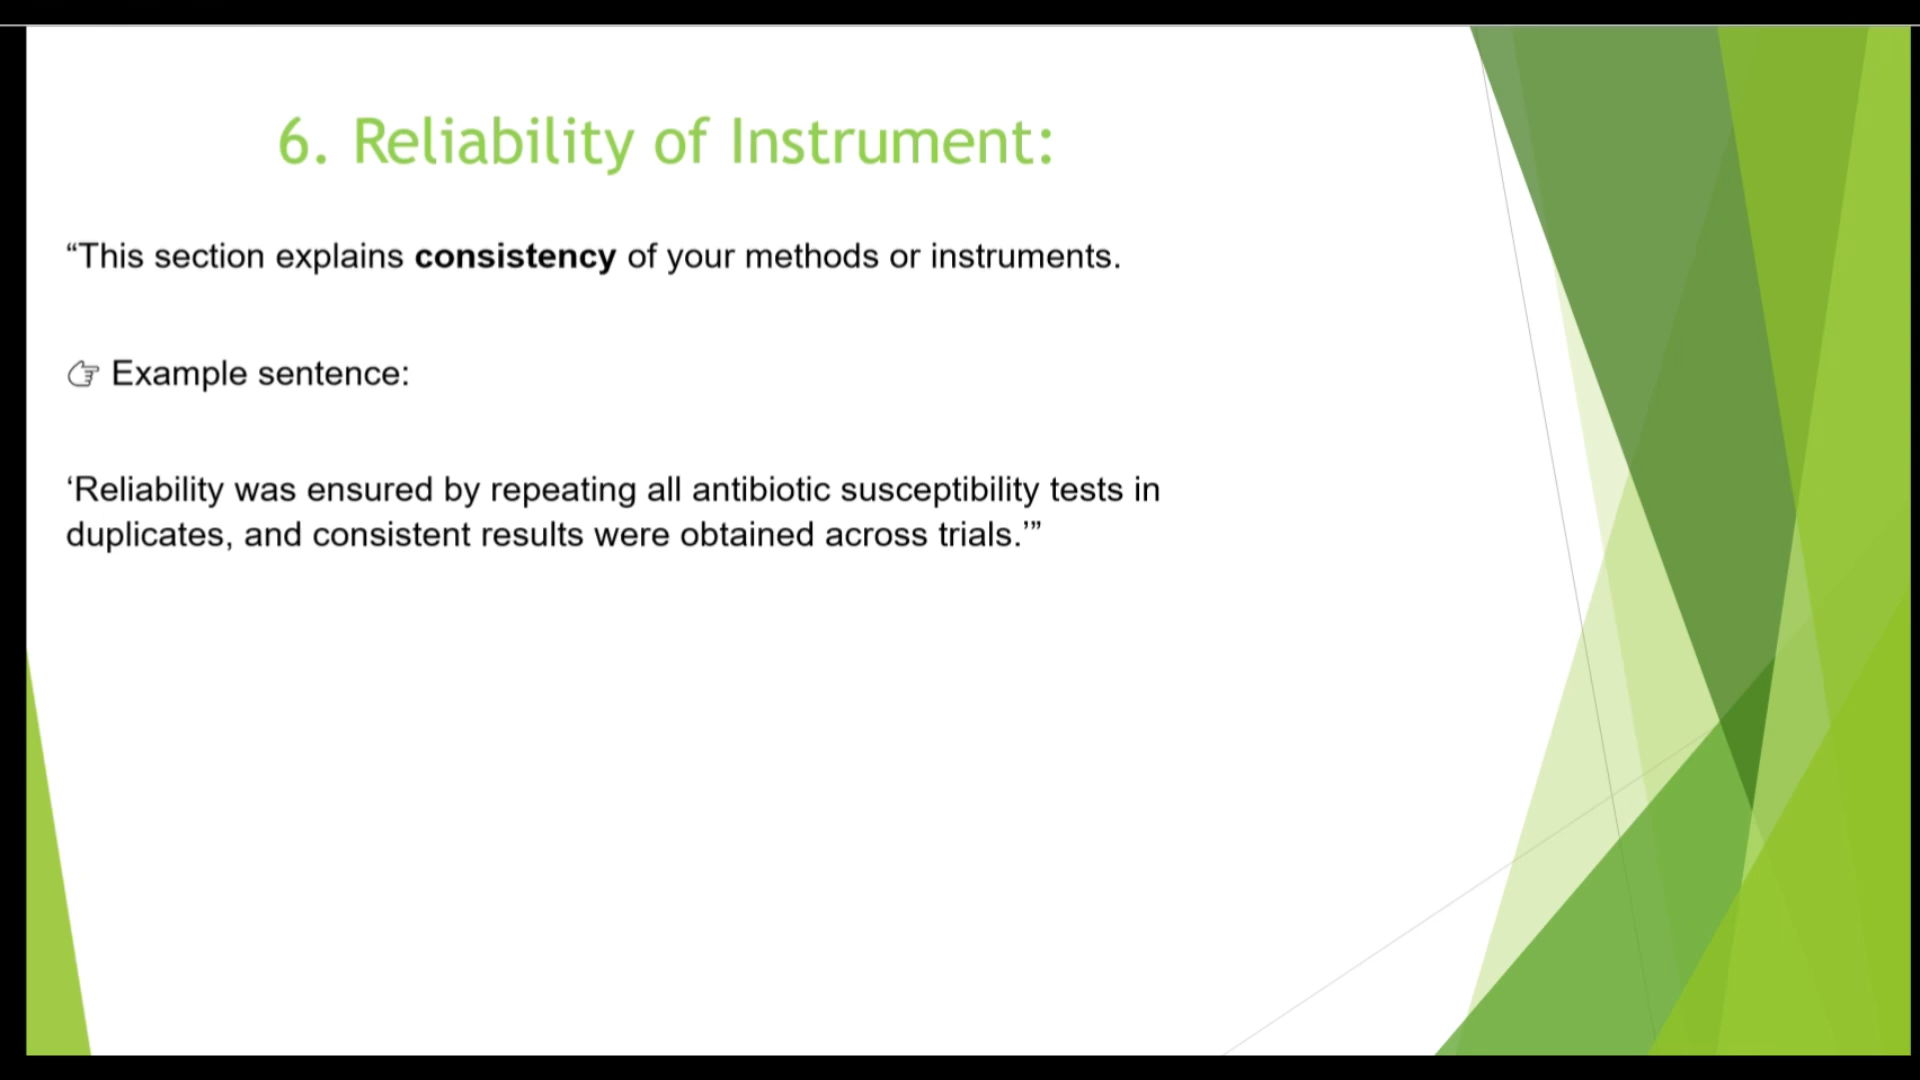 6. Reliability of Instrument:
“This section explains consistency of your methods or instruments.
👉 Example sentence:
‘Reliability was ensured by repeating all antibiotic susceptibility tests in
duplicates, and consistent results were obtained across trials.’”